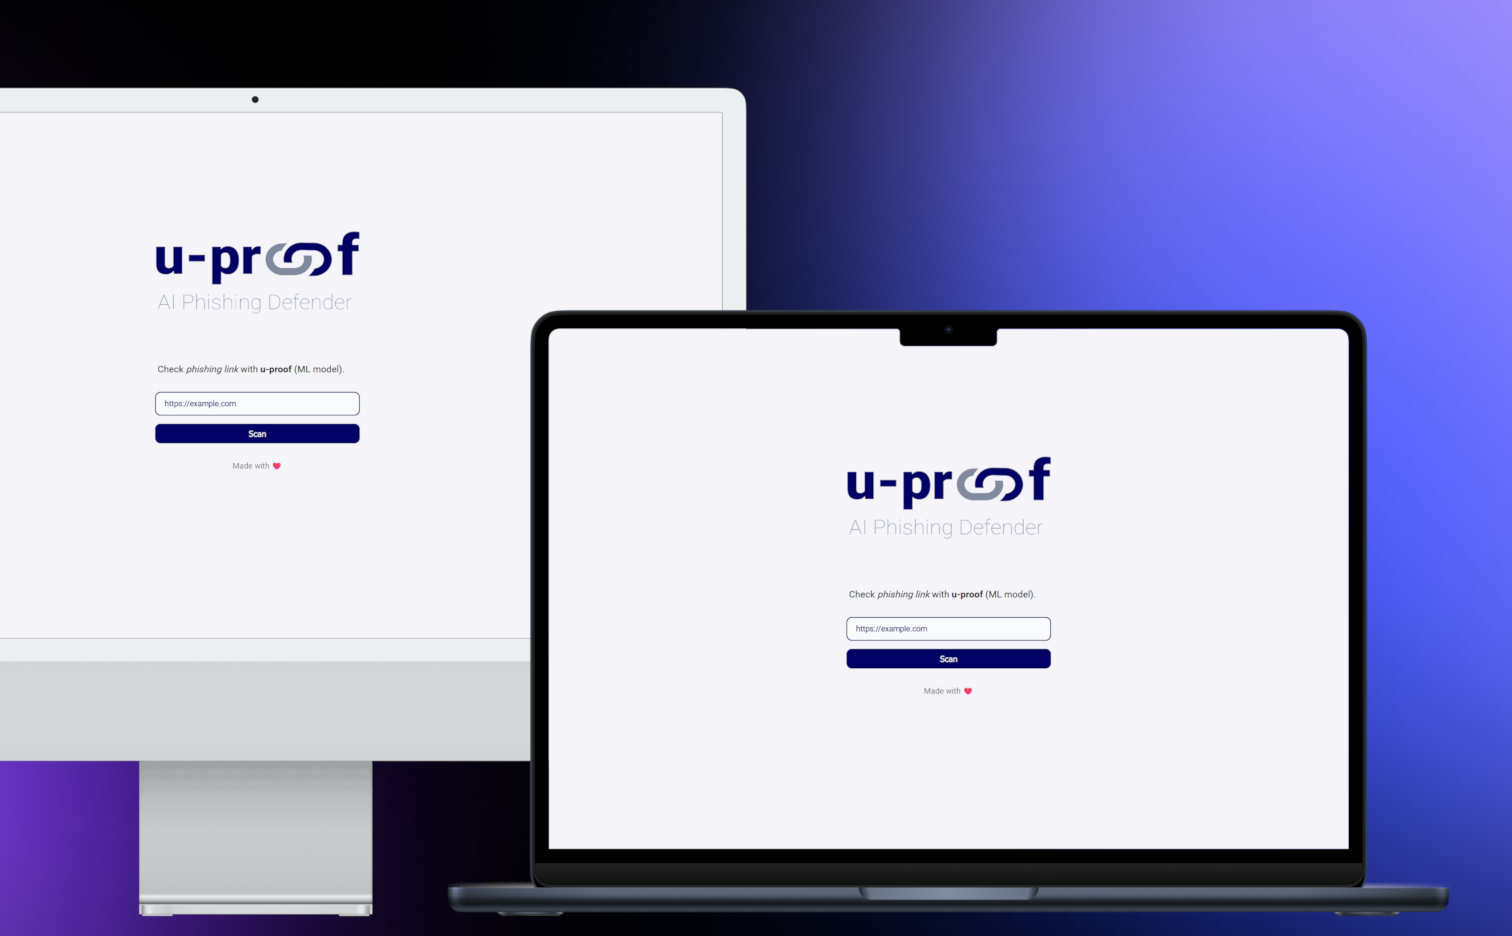 u-proof
AI Phishing Defender
Check phishing link with u-proof (ML model).
https://example.com
Scan
Made with ❤
u-proof
AI Phishing Defender
Check phishing link with u-proof (ML model).
https://example.com
Scan
Made with ❤